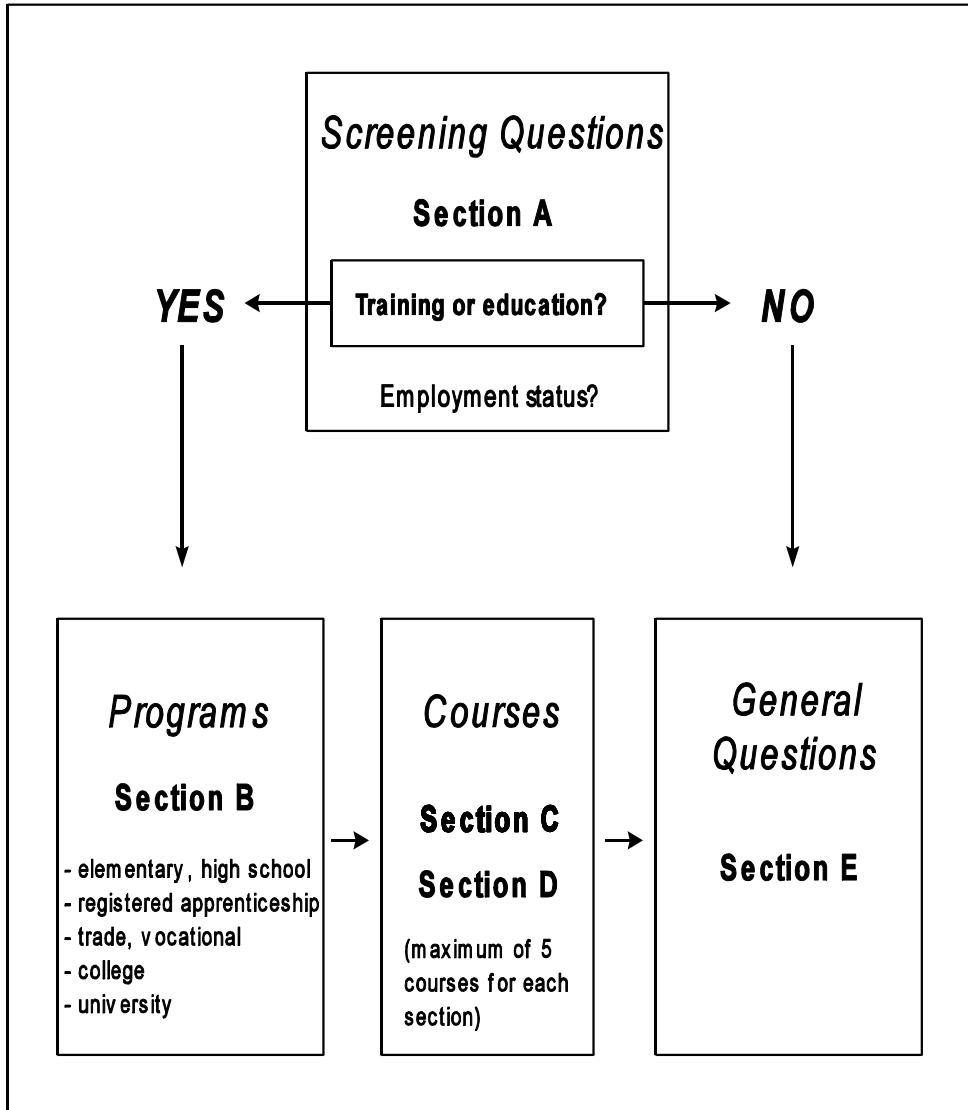 Screening Questions
Section A
YES
Training or education?
NO
Employment status?
Programs
Section B
- elementary, high school
- registered apprenticeship
- trade, vocational
- college
- university
Courses
Section C
Section D
(maximum of 5
courses for each
section)
General
Questions
Section E